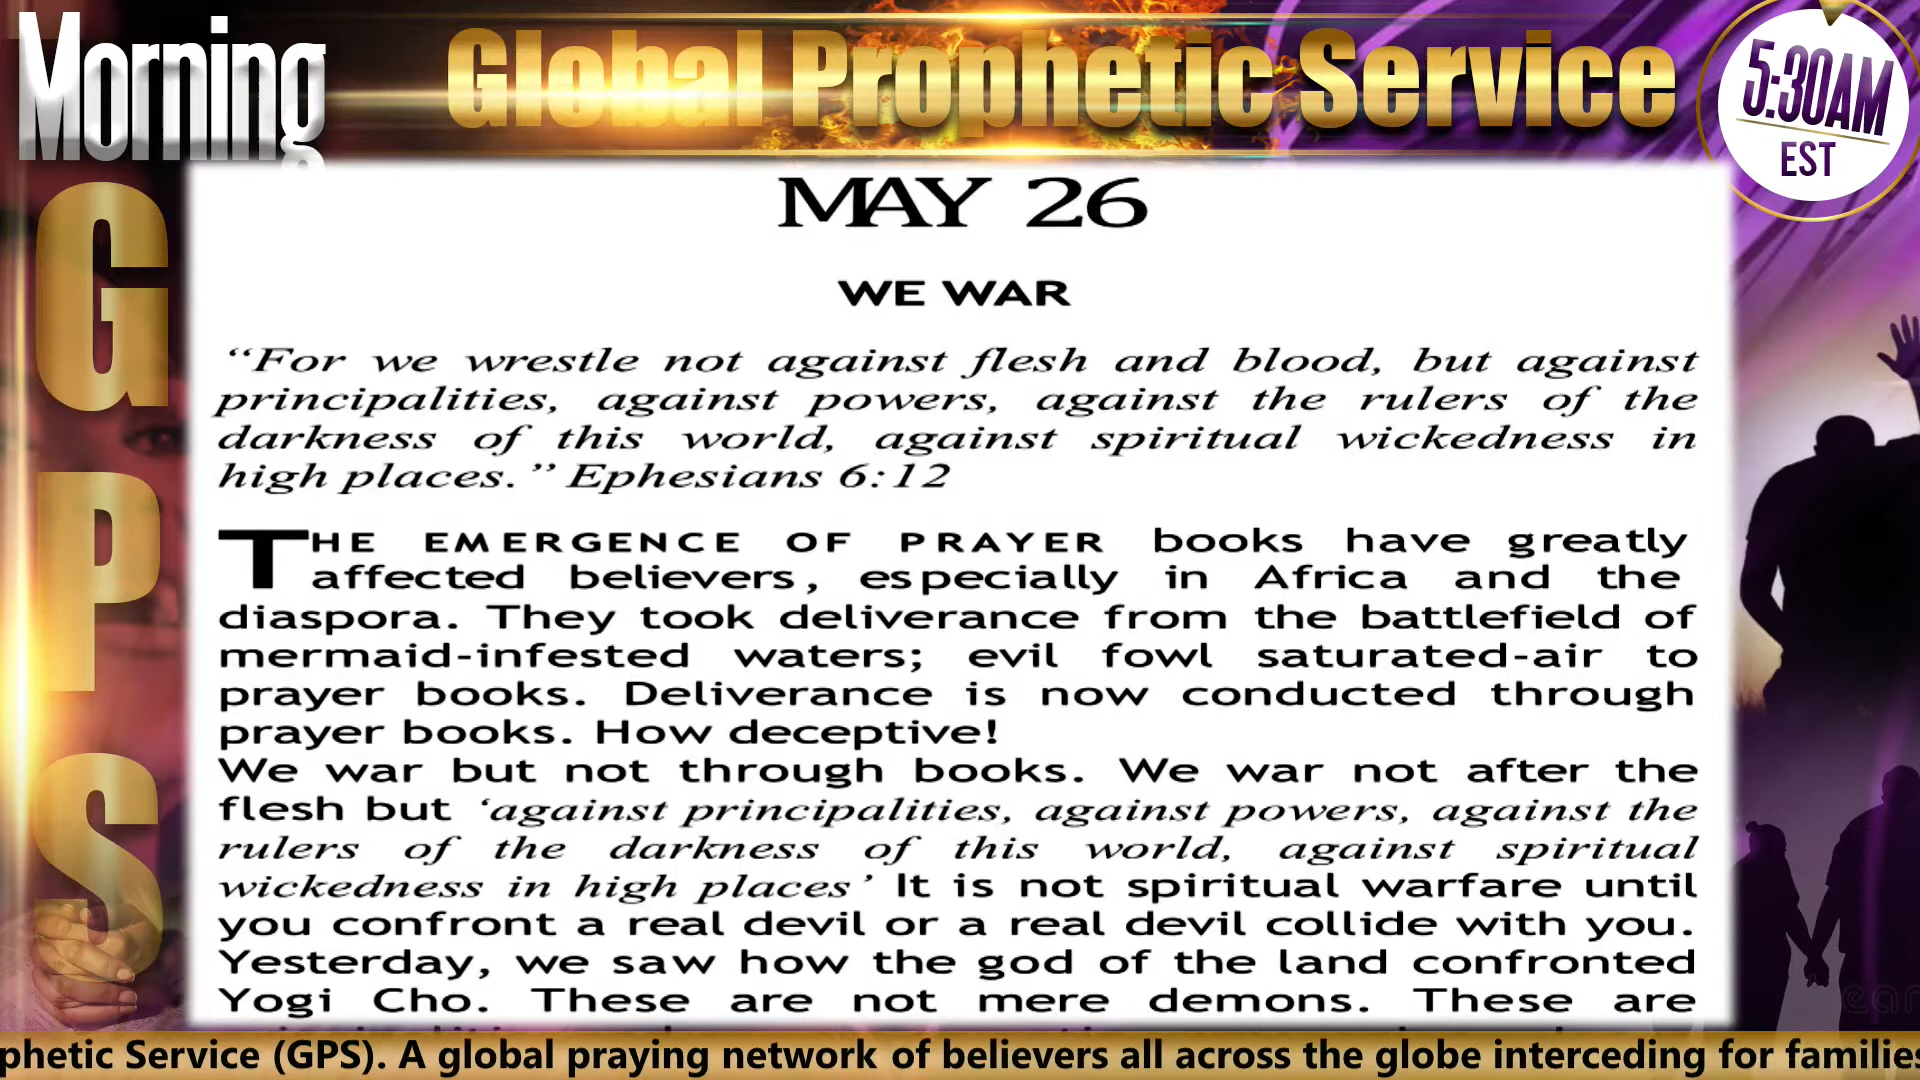 Morning
Global Prophetic Service
5:30AM
EST
GPS
MAY 26
WE WAR
“For we wrestle not against flesh and blood, but against
principalities, against powers, against the rulers of the
darkness of this world, against spiritual wickedness in
high places.” Ephesians 6:12
THE EMERGENCE OF PRAYER books have greatly
affected believers, especially in Africa and the
diaspora. They took deliverance from the battlefield of
mermaid-infested waters; evil fowl saturated-air to
prayer books. Deliverance is now conducted through
prayer books. How deceptive!
We war but not through books. We war not after the
flesh but ‘against principalities, against powers, against the
rulers of the darkness of this world, against spiritual
wickedness in high places’ It is not spiritual warfare until
you confront a real devil or a real devil collide with you.
Yesterday, we saw how the god of the land confronted
Yogi Cho. These are not mere demons. These are
phetic Service (GPS). A global praying network of believers all across the globe interceding for families